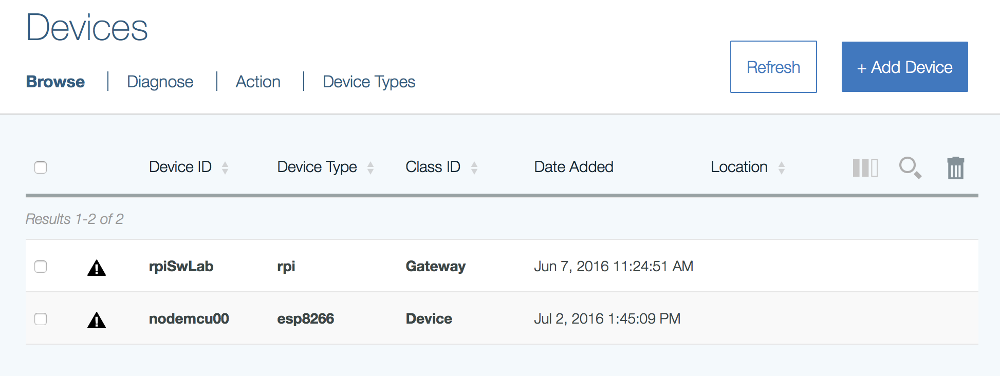 Devices
Browse Diagnose Action Device Types
Refresh
+ Add Device
Device ID Device Type Class ID Date Added Location
Results 1-2 of 2
rpiSwLab rpi Gateway Jun 7, 2016 11:24:51 AM
nodemcu00 esp8266 Device Jul 2, 2016 1:45:09 PM